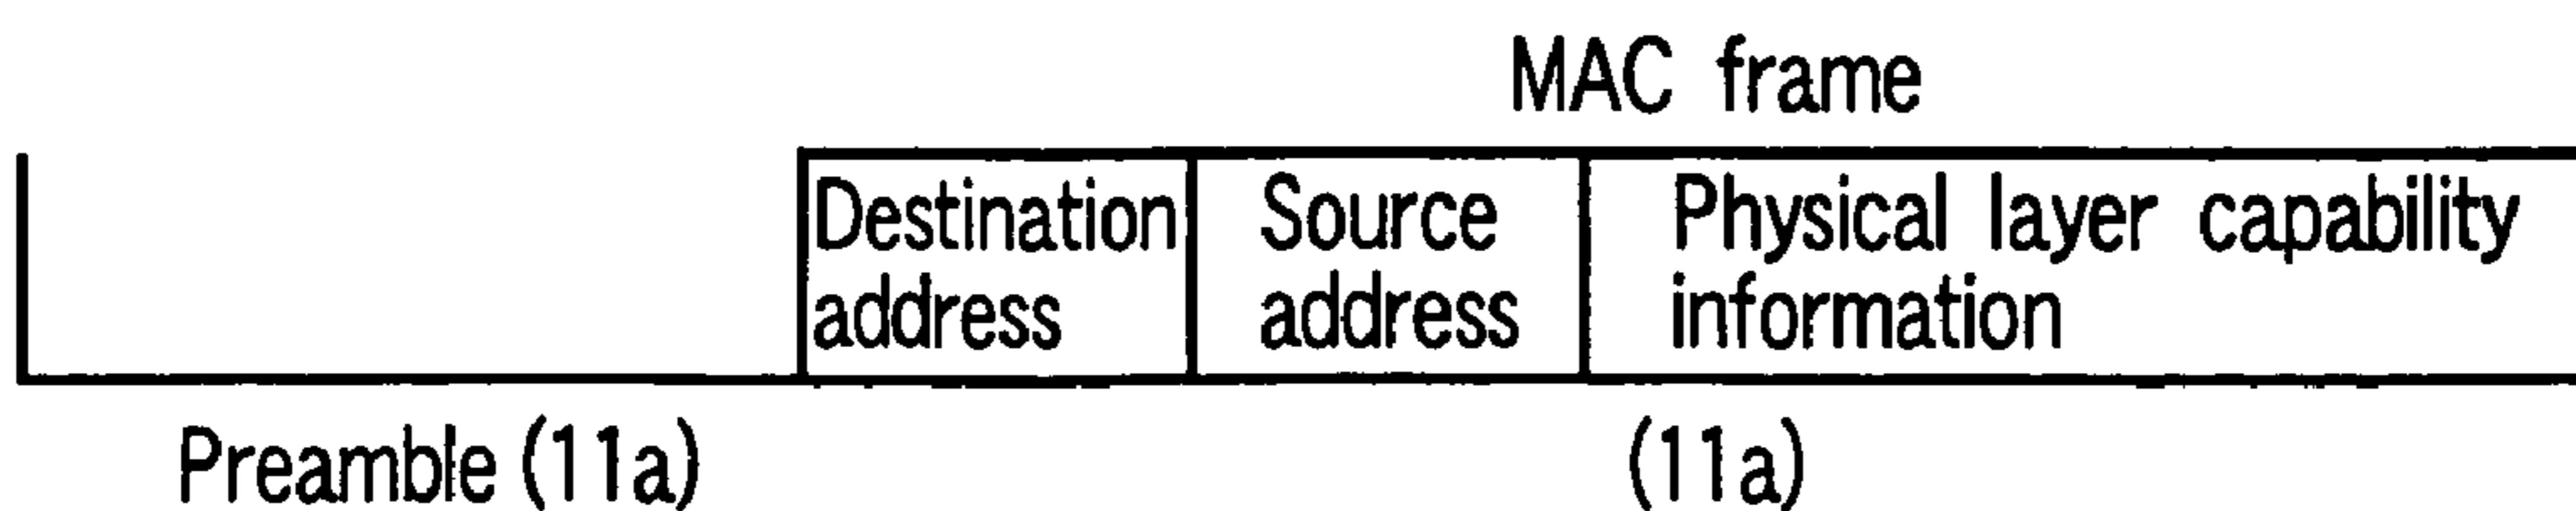 MAC frame
Destination
address
Source
address
Physical layer capability
information
Preamble (11a)
(11a)